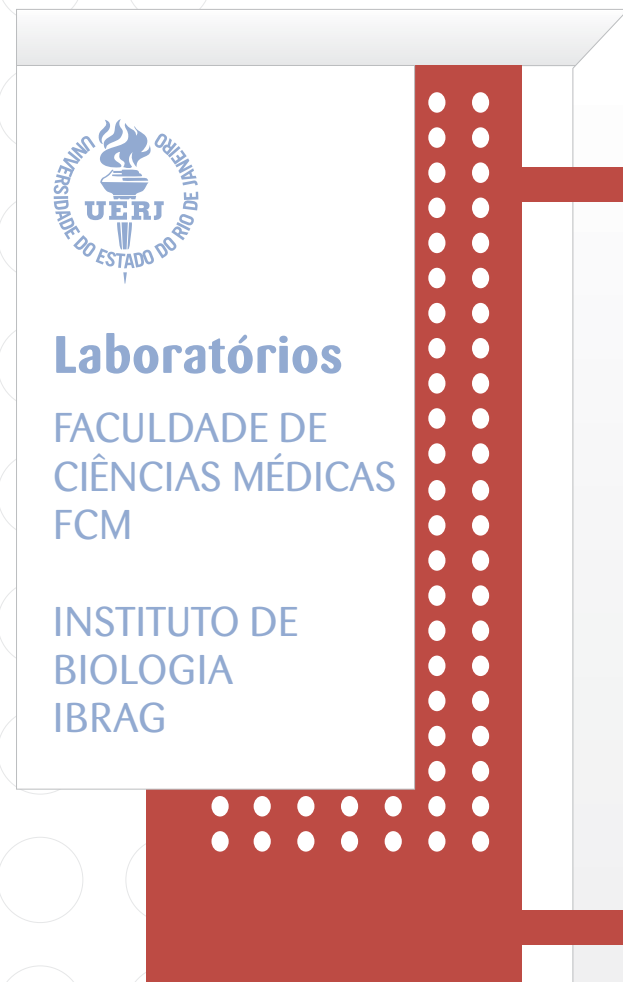 UNIVERSIDADE DO ESTADO DO RIO DE JANEIRO
UERJ
Laboratórios
FACULDADE DE
CIÊNCIAS MÉDICAS
FCM
INSTITUTO DE
BIOLOGIA
IBRAG